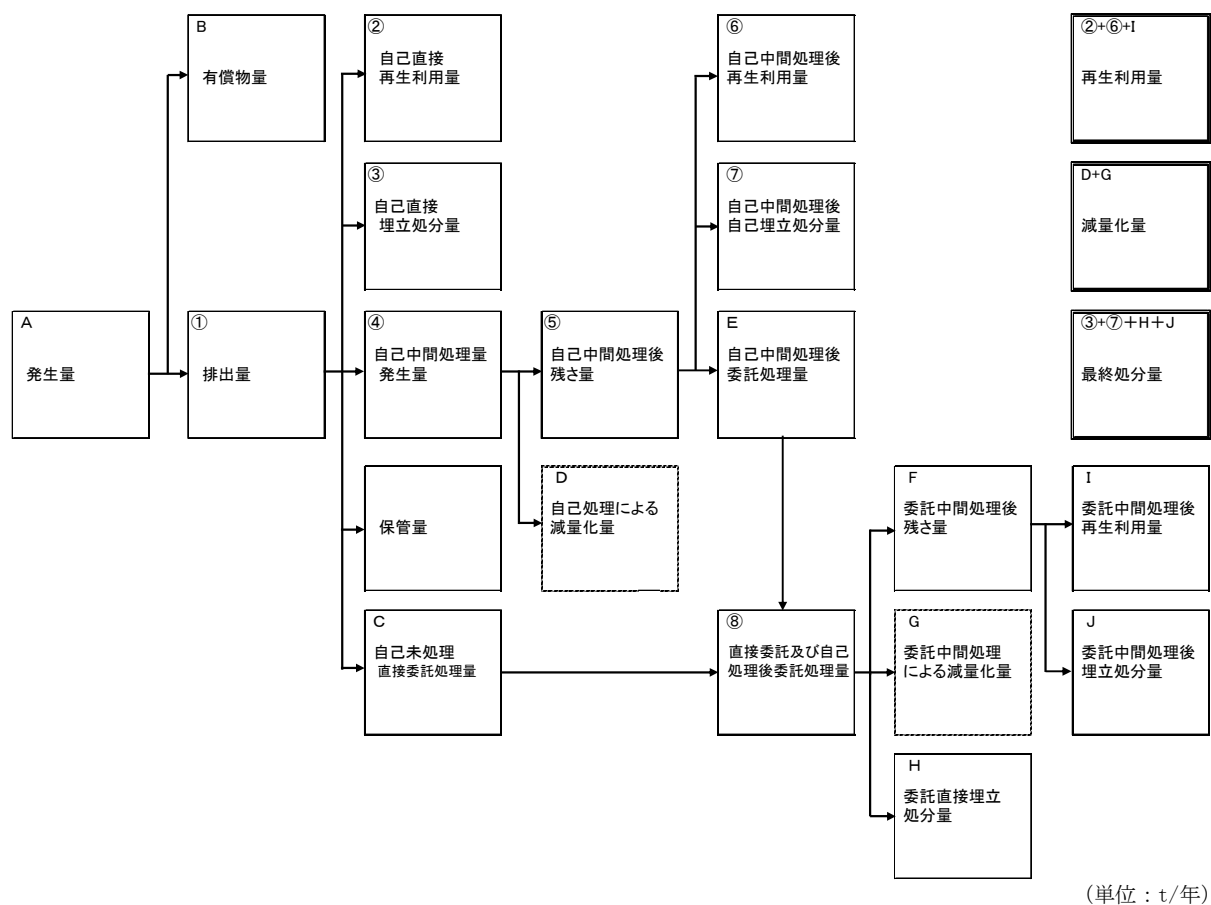 B
有償物量
②
自己直接
再生利用量
⑥
自己中間処理後
再生利用量
②+⑥+I
再生利用量
③
自己直接
埋立処分量
⑦
自己中間処理後
自己埋立処分量
D+G
減量化量
A
発生量
①
排出量
④
自己中間処理量
発生量
⑤
自己中間処理後
残さ量
E
自己中間処理後
委託処理量
③+⑦+H+J
最終処分量
保管量
D
自己処理による
減量化量
F
委託中間処理後
残さ量
I
委託中間処理後
再生利用量
C
自己未処理
直接委託処理量
⑧
直接委託及び自己
処理後委託処理量
G
委託中間処理
による減量化量
J
委託中間処理後
埋立処分量
H
委託直接埋立
処分量
(単位：t/年)